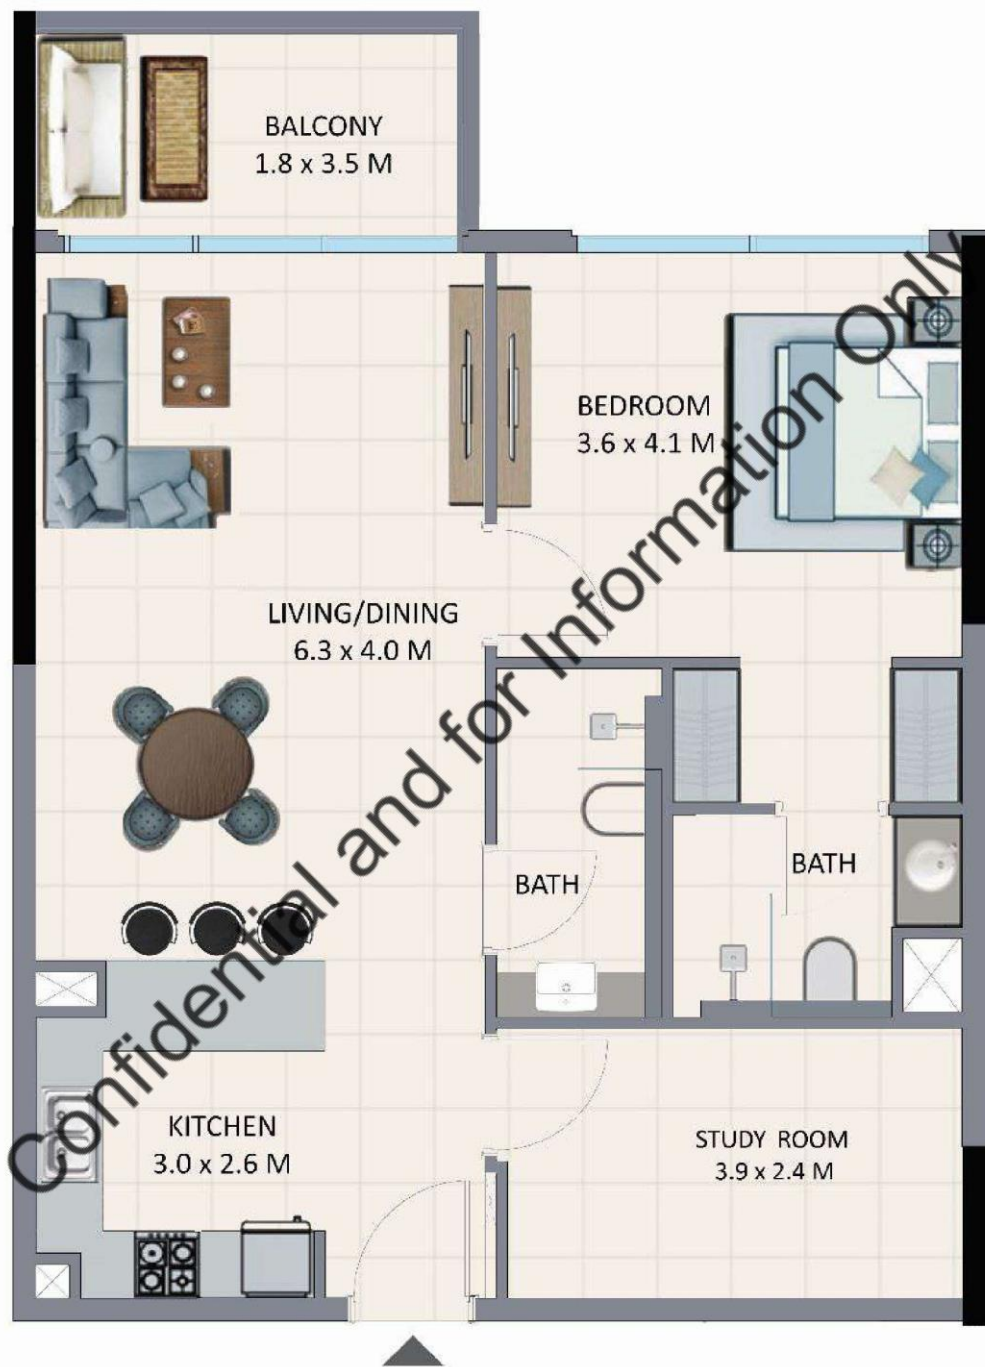 BALCONY
1.8 x 3.5 M
BEDROOM
3.6 x 4.1 M
LIVING/DINING
6.3 x 4.0 M
BATH
BATH
KITCHEN
3.0 x 2.6 M
STUDY ROOM
3.9 x 2.4 M
Confidential and for Information Only